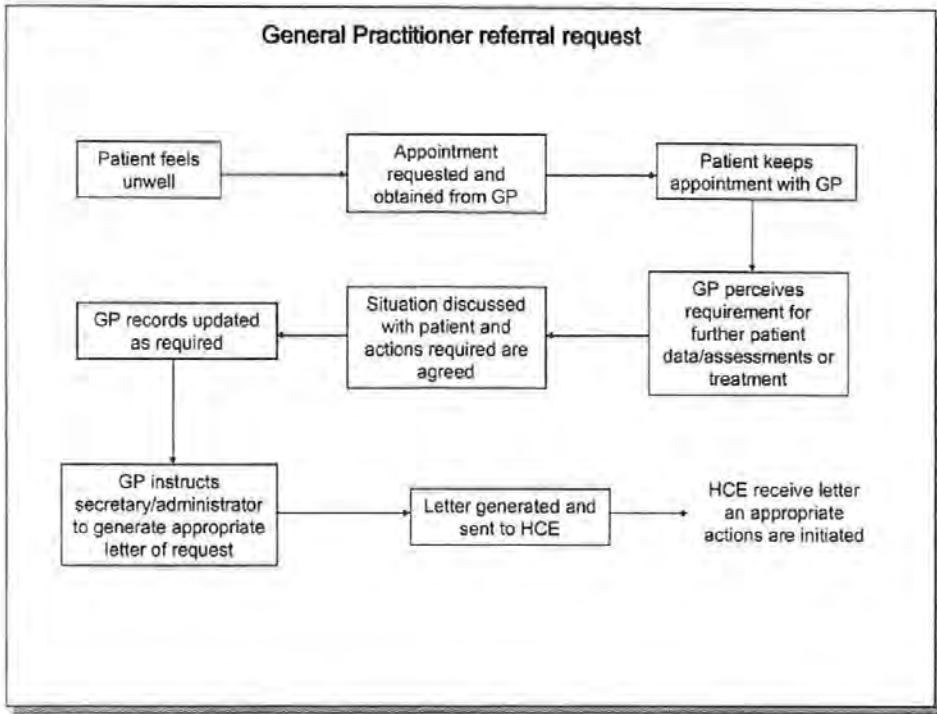 General Practitioner referral request
Patient feels
unwell
Appointment
requested and
obtained from GP
Patient keeps
appointment with GP
GP perceives
requirement for
further patient
data/assessments or
treatment
Situation discussed
with patient and
actions required are
agreed
GP records updated
as required
GP instructs
secretary/administrator
to generate appropriate
letter of request
Letter generated and
sent to HCE
HCE receive letter
an appropriate
actions are initiated